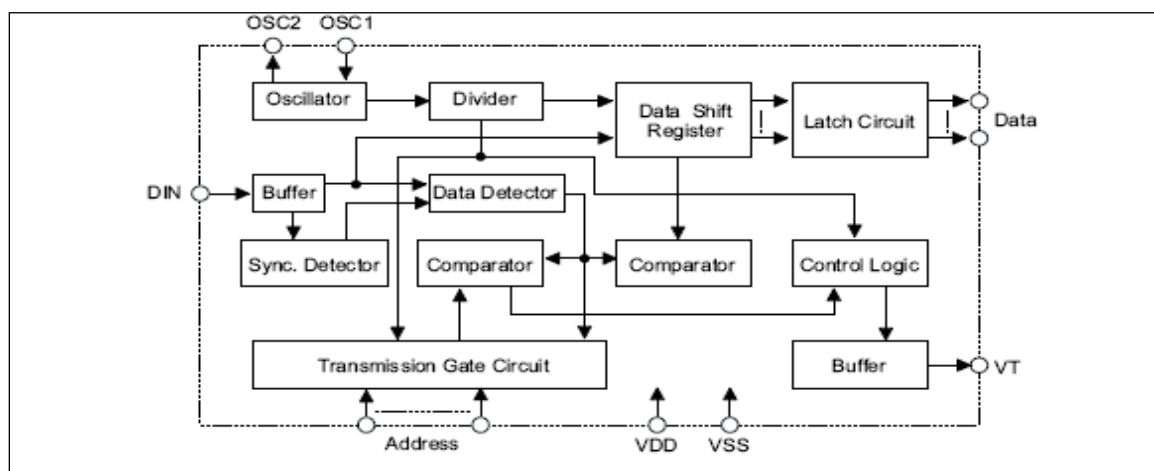 OSC2 OSC1
Oscillator
Divider
Data Shift
Register
Latch Circuit
Data
DIN
Buffer
Data Detector
Sync. Detector
Comparator
Comparator
Control Logic
Transmission Gate Circuit
Buffer
VT
Address
VDD
VSS